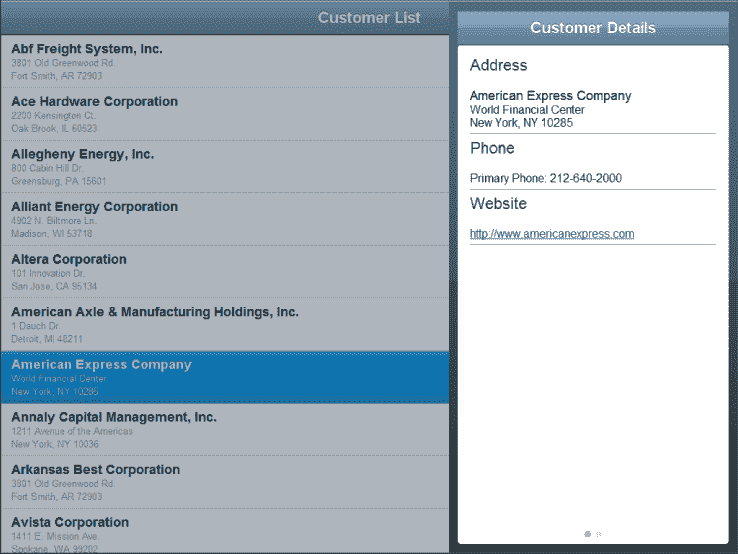 Customer List
Abf Freight System, Inc.
3801 Old Greenwood Rd.
Fort Smith, AR 72903
Ace Hardware Corporation
2200 Kensington Ct.
Oak Brook, IL 60523
Allegheny Energy, Inc.
800 Cabin Hill Dr.
Greensburg, PA 15601
Alliant Energy Corporation
4902 N. Biltmore Ln.
Madison, WI 53718
Altera Corporation
101 Innovation Dr.
San Jose, CA 95134
American Axle & Manufacturing Holdings, Inc.
1 Dauch Dr.
Detroit, MI 48211
American Express Company
World Financial Center
New York, NY 10285
Annaly Capital Management, Inc.
1211 Avenue of the Americas
New York, NY 10036
Arkansas Best Corporation
3801 Old Greenwood Rd.
Fort Smith, AR 72903
Avista Corporation
1411 E. Mission Ave.
Spokane, WA 99202
Customer Details
Address
American Express Company
World Financial Center
New York, NY 10285
Phone
Primary Phone: 212-640-2000
Website
http://www.americanexpress.com